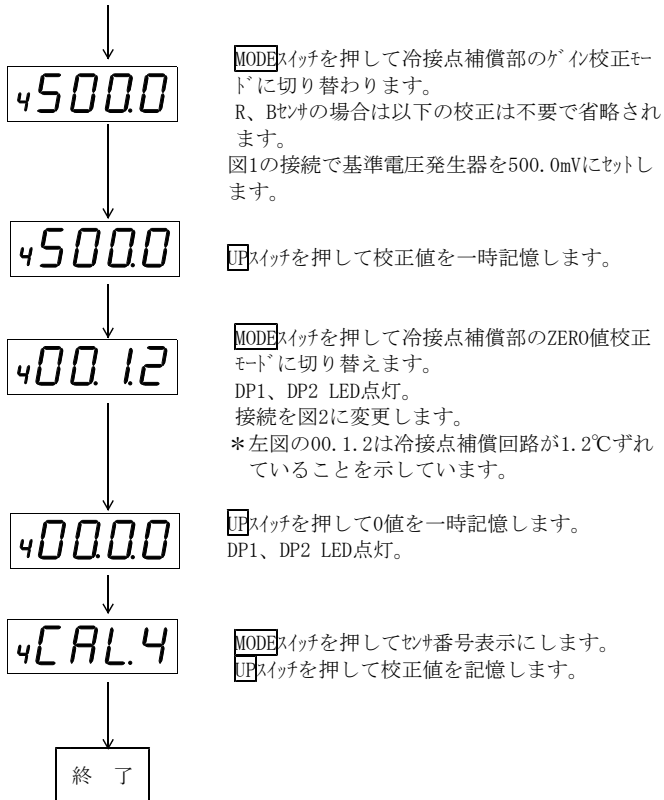 4500.0
MODEスイッチを押して冷接点補償部のゲイン校正モー
ドに切り替わります。
R、Bセンサの場合は以下の校正は不要で省略され
ます。
図1の接続で基準電圧発生器を500.0mVにセットし
ます。
4500.0
UPスイッチを押して校正値を一時記憶します。
400.1.2
MODEスイッチを押して冷接点補償部のZERO値校正
モードに切り替えます。
DP1、DP2 LED点灯。
接続を図2に変更します。
*左図の00.1.2は冷接点補償回路が1.2℃ずれ
ていることを示しています。
400.0.0
UPスイッチを押して0値を一時記憶します。
DP1、DP2 LED点灯。
4CAL.4
MODEスイッチを押してセンサ番号表示にします。
UPスイッチを押して校正値を記憶します。
終 了